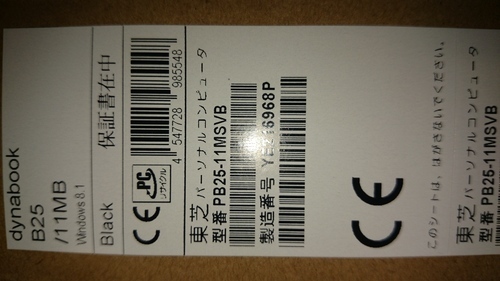 dynabook
B25
/11MB
Windows 8.1
Black
保証書在中
4 547728 985548
CE
PC
リサイクル
東芝 パーソナルコンピュータ
型番 PB25-11MSVB
製造番号
6968P
CE
このシートは、はがさないでください。
東芝 パーソナルコンピュータ
型番 PB25-11MSVB